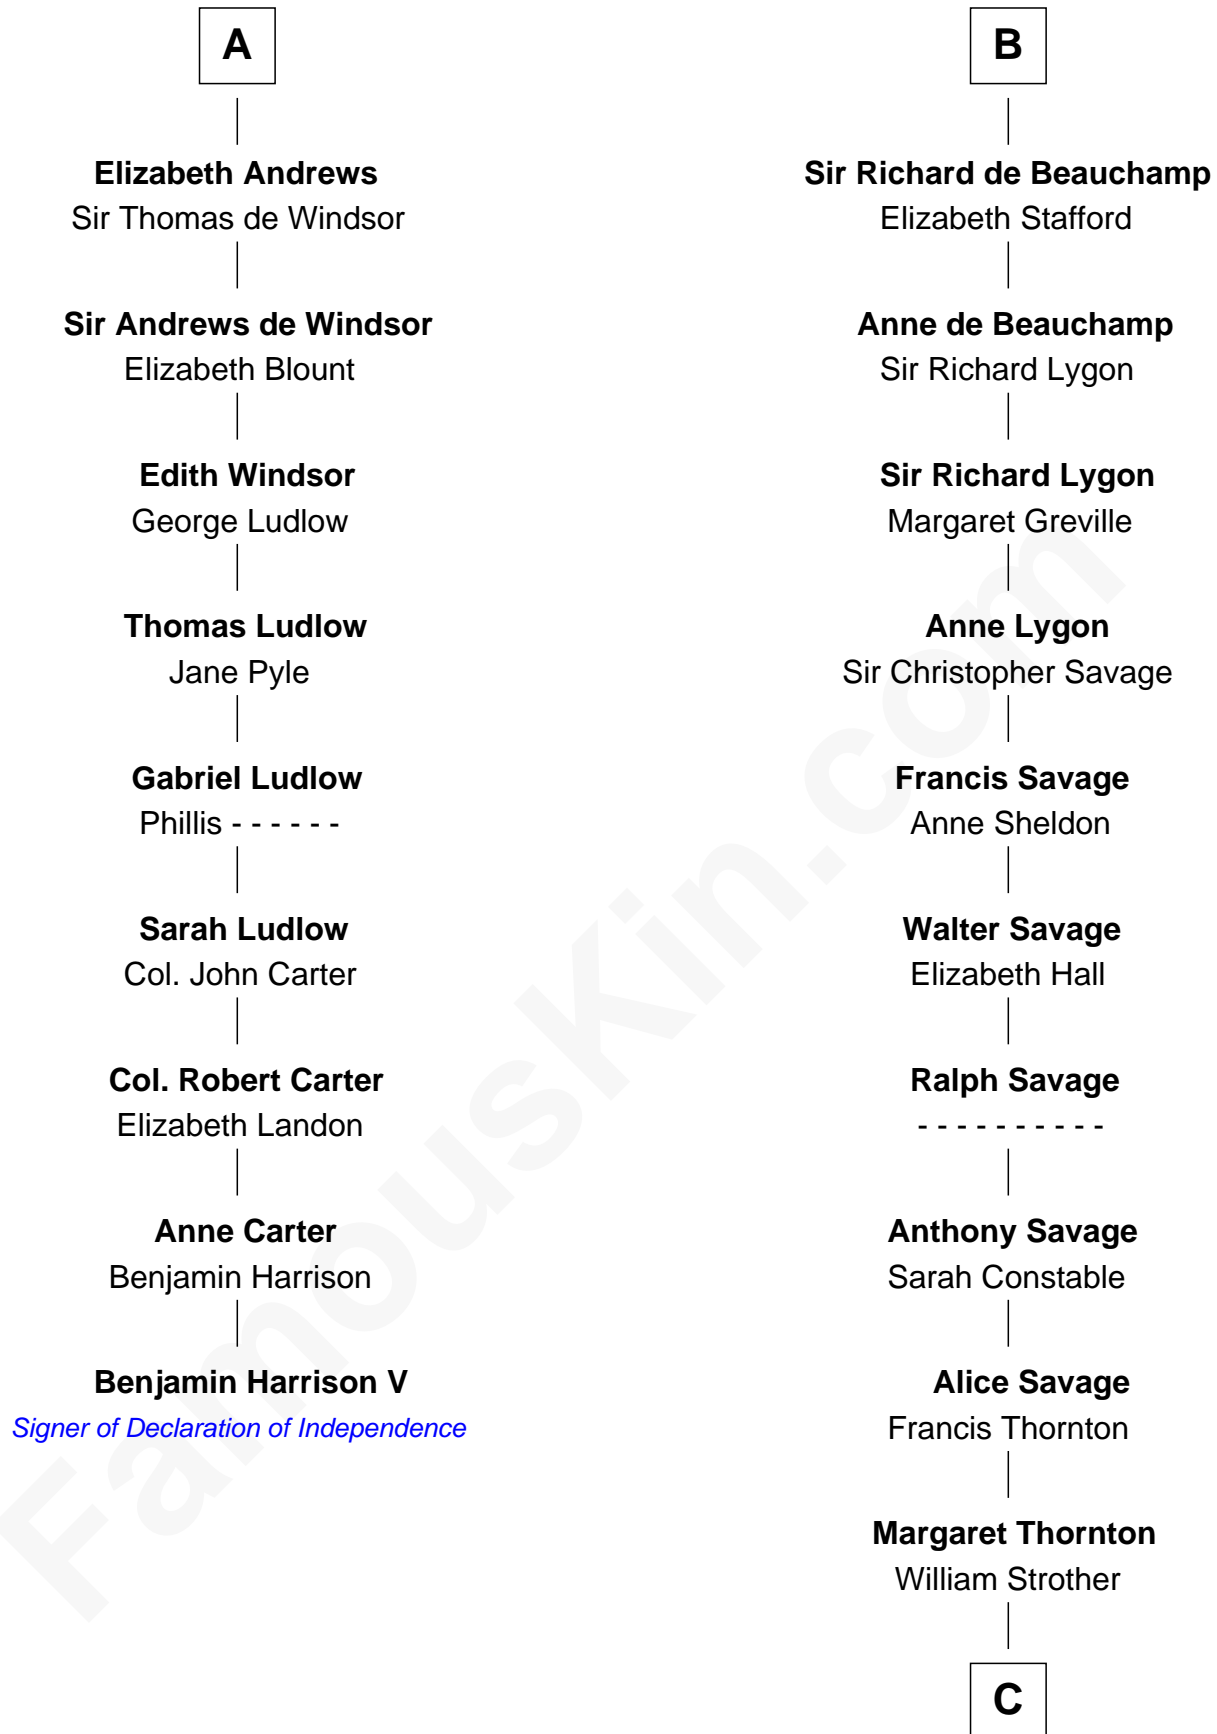 A
Elizabeth Andrews
Sir Thomas de Windsor
Sir Andrews de Windsor
Elizabeth Blount
Edith Windsor
George Ludlow
Thomas Ludlow
Jane Pyle
Gabriel Ludlow
Phillis - - - - - -
Sarah Ludlow
Col. John Carter
Col. Robert Carter
Elizabeth Landon
Anne Carter
Benjamin Harrison
Benjamin Harrison V
Signer of Declaration of Independence
B
Sir Richard de Beauchamp
Elizabeth Stafford
Anne de Beauchamp
Sir Richard Lygon
Sir Richard Lygon
Margaret Greville
Anne Lygon
Sir Christopher Savage
Francis Savage
Anne Sheldon
Walter Savage
Elizabeth Hall
Ralph Savage
- - - - - - - - - -
Anthony Savage
Sarah Constable
Alice Savage
Francis Thornton
Margaret Thornton
William Strother
C
FamousKin.com